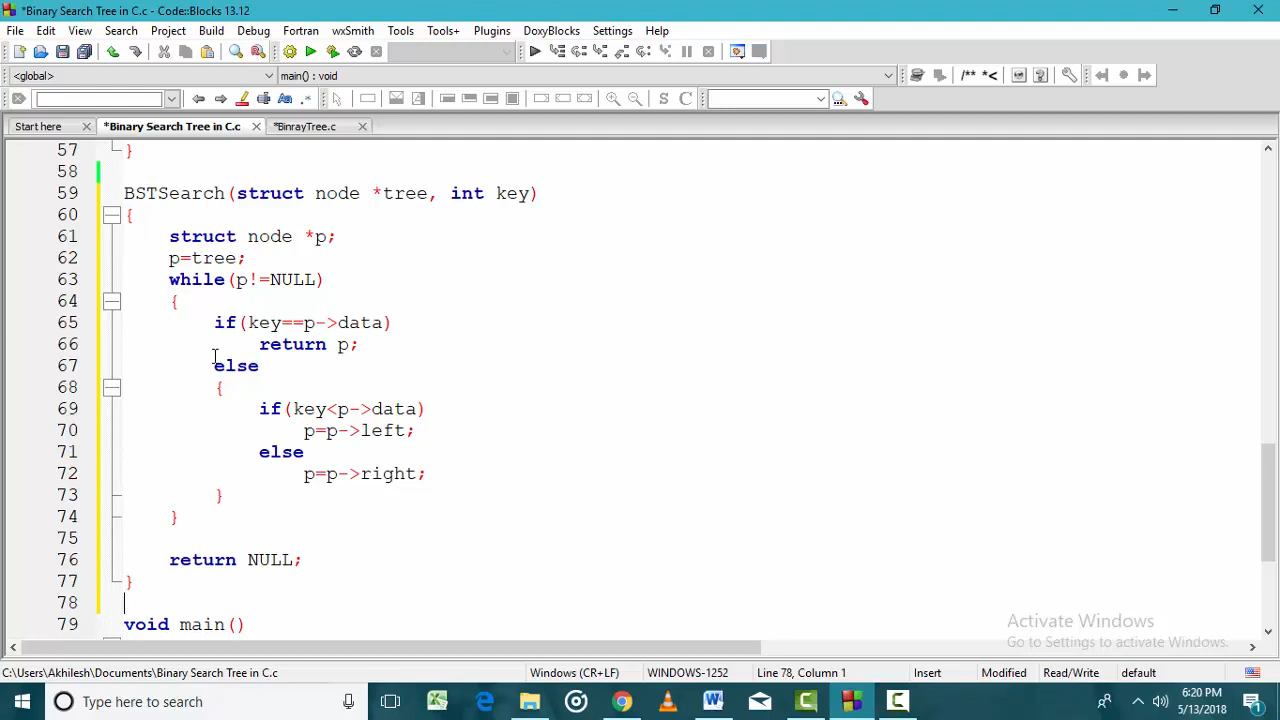 *Binary Search Tree in C.c - Code::Blocks 13.12
File Edit View Search Project Build Debug Fortran wxSmith Tools Tools+ Plugins DoxyBlocks Settings Help
<global> main() : void /** *<
Aa .* S C
Start here *Binary Search Tree in C.c *BinrayTree.c
57 }
58
59 BSTSearch(struct node *tree, int key)
60 {
61 struct node *p;
62 p=tree;
63 while(p!=NULL)
64 {
65 if(key==p->data)
66 return p;
67 else
68 {
69 if(key<p->data)
70 p=p->left;
71 else
72 p=p->right;
73 }
74 }
75
76 return NULL;
77 }
78
79 void main()
Activate Windows
Go to Settings to activate Windows.
C:\Users\Akhilesh\Documents\Binary Search Tree in C.c Windows (CR+LF) WINDOWS-1252 Line 78, Column 1 Insert Modified Read/Write default
Type here to search 6:20 PM
5/13/2018